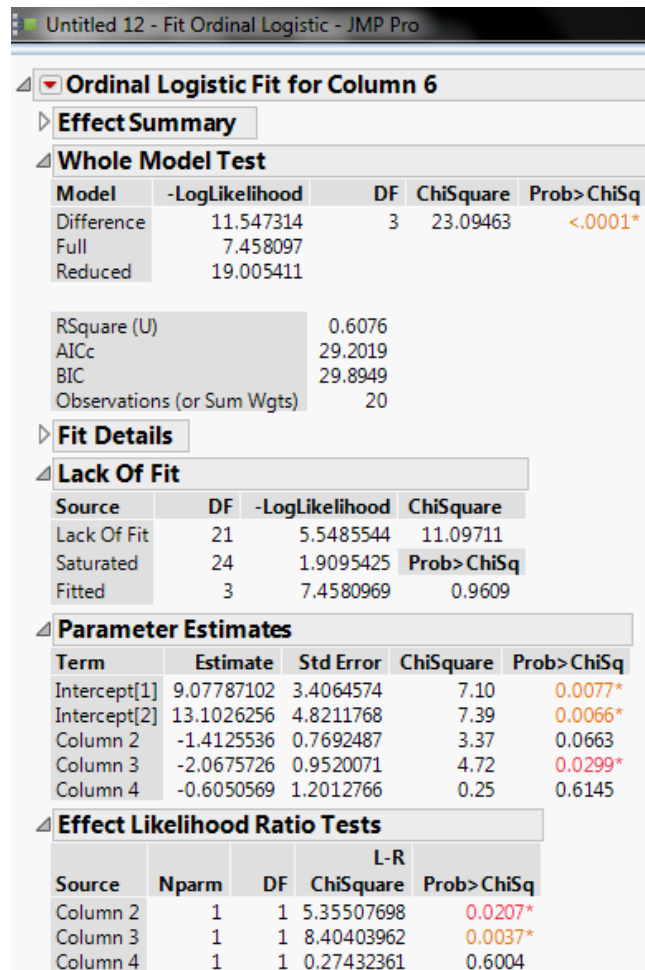 Untitled 12 - Fit Ordinal Logistic - JMP Pro
Ordinal Logistic Fit for Column 6
Effect Summary
Whole Model Test
Model -LogLikelihood DF ChiSquare Prob>ChiSq
Difference 11.547314 3 23.09463 <.0001*
Full 7.458097
Reduced 19.005411
RSquare (U) 0.6076
AICc 29.2019
BIC 29.8949
Observations (or Sum Wgts) 20
Fit Details
Lack Of Fit
Source DF -LogLikelihood ChiSquare
Lack Of Fit 21 5.5485544 11.09711
Saturated 24 1.9095425 Prob>ChiSq
Fitted 3 7.4580969 0.9609
Parameter Estimates
Term Estimate Std Error ChiSquare Prob>ChiSq
Intercept[1] 9.07787102 3.4064574 7.10 0.0077*
Intercept[2] 13.1026256 4.8211768 7.39 0.0066*
Column 2 -1.4125536 0.7692487 3.37 0.0663
Column 3 -2.0675726 0.9520071 4.72 0.0299*
Column 4 -0.6050569 1.2012766 0.25 0.6145
Effect Likelihood Ratio Tests
L-R
Source Nparm DF ChiSquare Prob>ChiSq
Column 2 1 1 5.35507698 0.0207*
Column 3 1 1 8.40403962 0.0037*
Column 4 1 1 0.27432361 0.6004